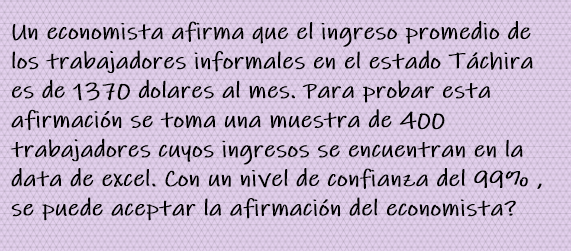 Un economista afirma que el ingreso promedio de
los trabajadores informales en el estado Táchira
es de 1370 dolares al mes. Para probar esta
afirmación se toma una muestra de 400
trabajadores cuyos ingresos se encuentran en la
data de excel. Con un nivel de confianza del 99% ,
se puede aceptar la afirmación del economista?